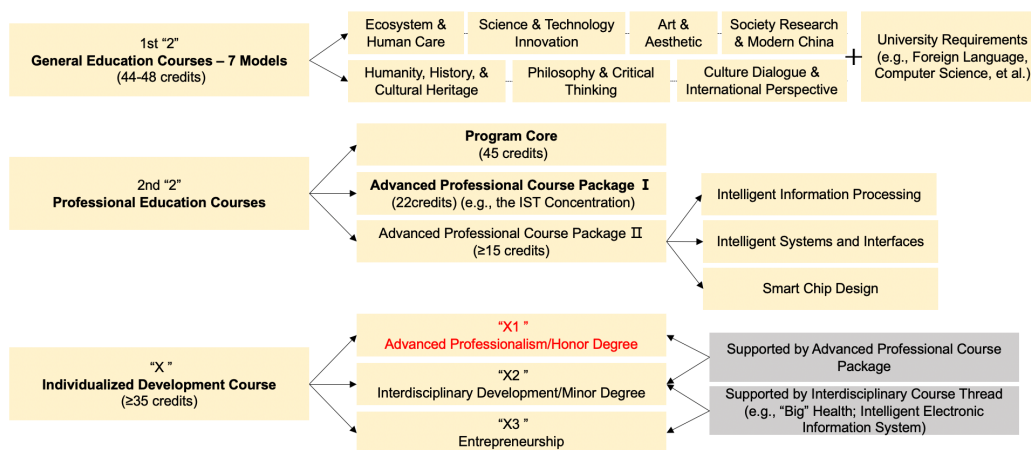 1st “2”
General Education Courses – 7 Models
(44-48 credits)
Ecosystem &
Human Care
Science & Technology
Innovation
Art &
Aesthetic
Society Research
& Modern China
Humanity, History, &
Cultural Heritage
Philosophy & Critical
Thinking
Culture Dialogue &
International Perspective
+
University Requirements
(e.g., Foreign Language,
Computer Science, et al.)
2nd “2”
Professional Education Courses
Program Core
(45 credits)
Advanced Professional Course Package Ⅰ
(22credits) (e.g., the IST Concentration)
Advanced Professional Course Package Ⅱ
(≥15 credits)
Intelligent Information Processing
Intelligent Systems and Interfaces
Smart Chip Design
“X ”
Individualized Development Course
(≥35 credits)
“X1 ”
Advanced Professionalism/Honor Degree
“X2 ”
Interdisciplinary Development/Minor Degree
“X3 ”
Entrepreneurship
Supported by Advanced Professional Course
Package
Supported by Interdisciplinary Course Thread
(e.g., “Big” Health; Intelligent Electronic
Information System)